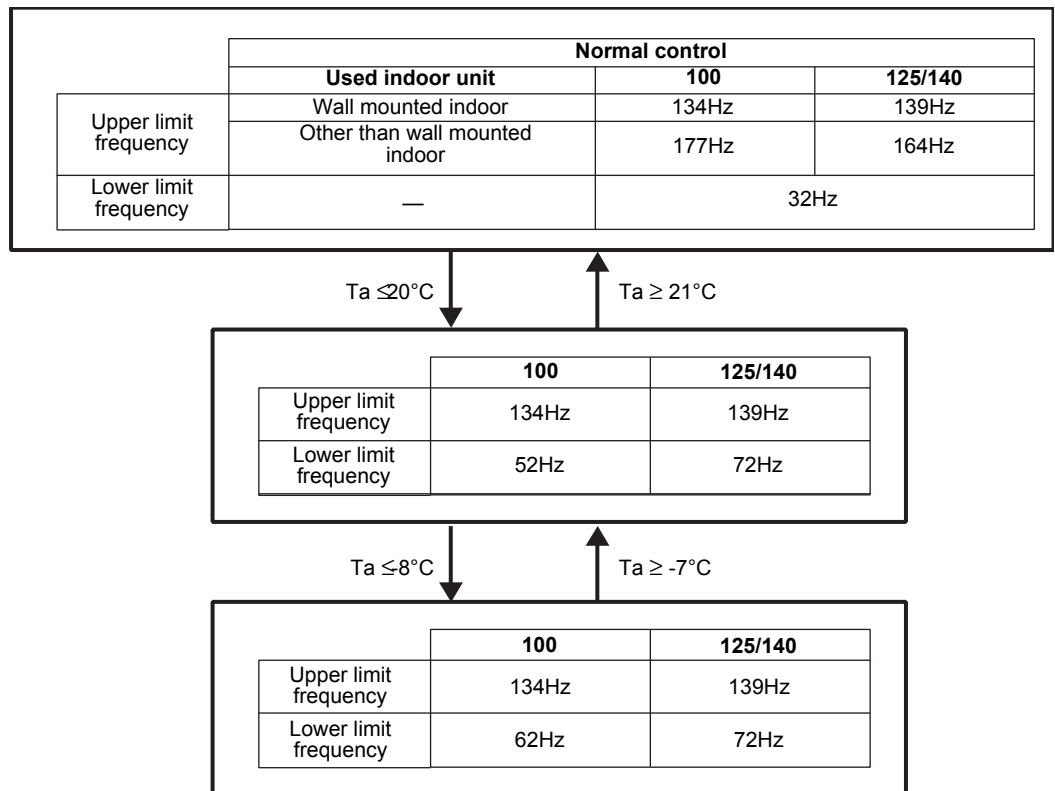 Normal control
Used indoor unit 100 125/140
Upper limit frequency
Wall mounted indoor 134Hz 139Hz
Other than wall mounted indoor 177Hz 164Hz
Lower limit frequency — 32Hz
Ta ≤20°C Ta ≥ 21°C
100 125/140
Upper limit frequency 134Hz 139Hz
Lower limit frequency 52Hz 72Hz
Ta ≤-8°C Ta ≥ -7°C
100 125/140
Upper limit frequency 134Hz 139Hz
Lower limit frequency 62Hz 72Hz